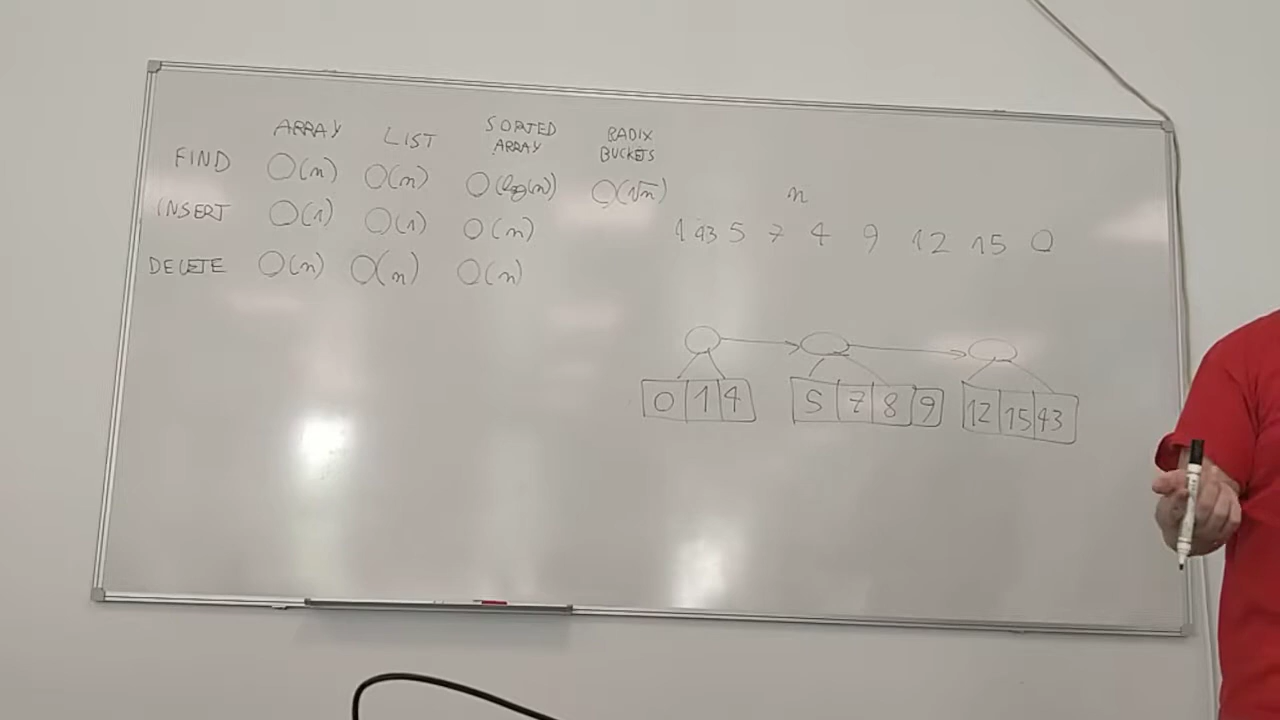 ARRAY LIST SORTED ARRAY RADIX BUCKETS
FIND O(n) O(n) O(log(n)) O(√n)
INSERT O(1) O(1) O(n)
DELETE O(n) O(n) O(n)
n
1 43 5 7 4 9 12 15 0
0 1 4 5 7 8 9 12 15 43